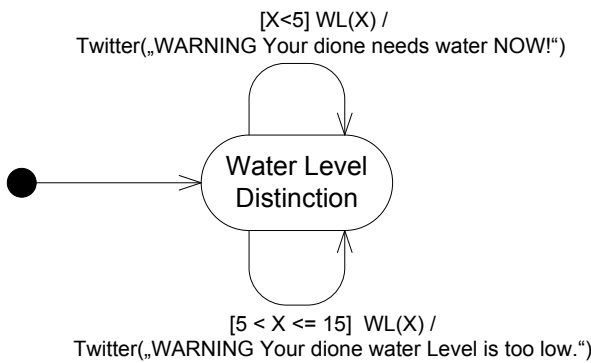 [X<5] WL(X) /
Twitter(„WARNING Your dione needs water NOW!“)
Water Level
Distinction
[5 < X <= 15]  WL(X) /
Twitter(„WARNING Your dione water Level is too low.“)